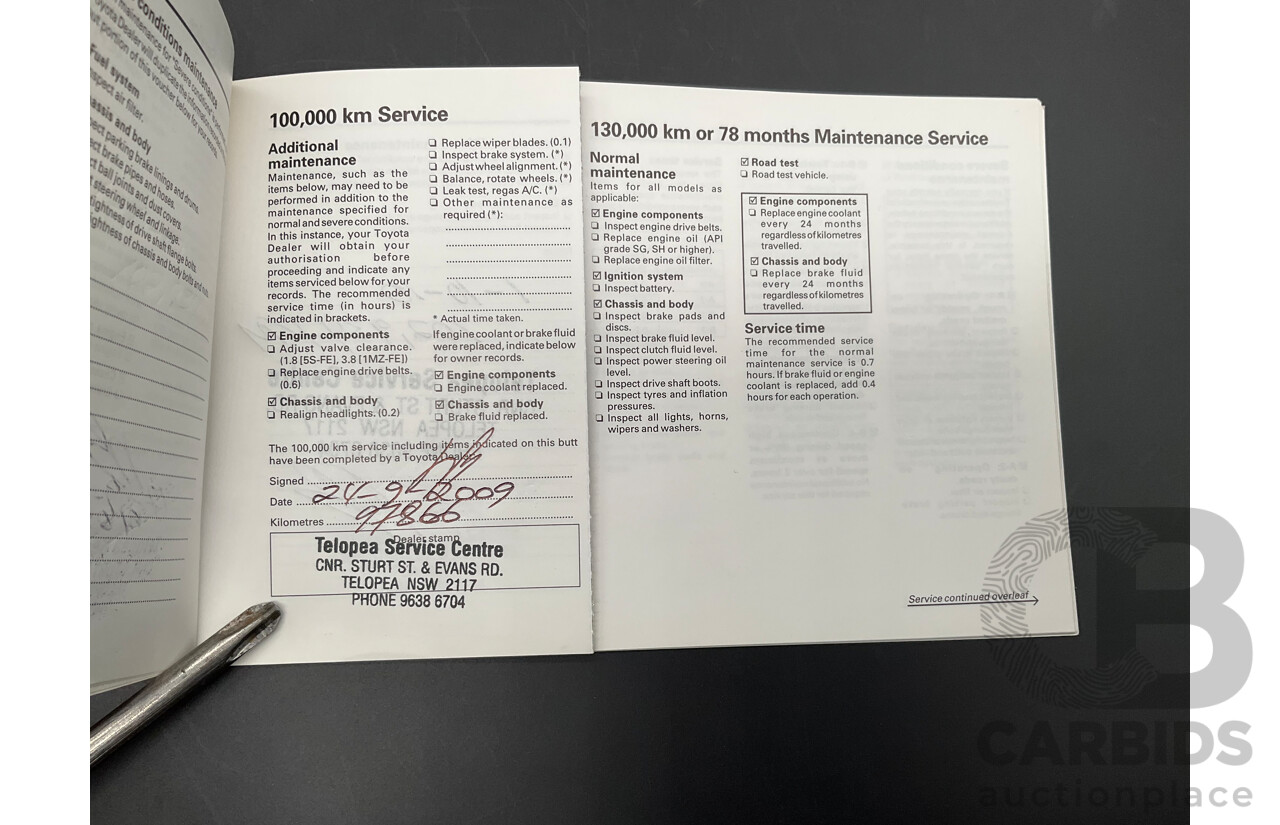 conditions maintenance
Fuel system
Inspect air filter.
100,000 km Service
Additional
maintenance
Maintenance, such as the
items below, may need to be
performed in addition to the
maintenance specified for
normal and severe conditions.
In this instance, your Toyota
Dealer will obtain your
authorisation before
proceeding and indicate any
items serviced below for your
records. The recommended
service time (in hours) is
indicated in brackets.
☑ Engine components
❏ Adjust valve clearance.
(1.8 [5S-FE], 3.8 [1MZ-FE])
❏ Replace engine drive belts.
(0.6)
☑ Chassis and body
❏ Realign headlights. (0.2)
❏ Replace wiper blades. (0.1)
❏ Inspect brake system. (*)
❏ Adjust wheel alignment. (*)
❏ Balance, rotate wheels. (*)
❏ Leak test, regas A/C. (*)
❏ Other maintenance as
required (*):
* Actual time taken.
If engine coolant or brake fluid
were replaced, indicate below
for owner records.
☑ Engine components
❏ Engine coolant replaced.
☑ Chassis and body
❏ Brake fluid replaced.
The 100,000 km service including items indicated on this butt
have been completed by a Toyota Dealer.
Signed
Date 24-9-2009
Kilometres 97866
Dealer stamp
Telopea Service Centre
CNR. STURT ST. & EVANS RD.
TELOPEA NSW 2117
PHONE 9638 6704
130,000 km or 78 months Maintenance Service
Normal
maintenance
Items for all models as
applicable:
☑ Engine components
❏ Inspect engine drive belts.
❏ Replace engine oil (API
grade SG, SH or higher).
❏ Replace engine oil filter.
☑ Ignition system
❏ Inspect battery.
☑ Chassis and body
❏ Inspect brake pads and
discs.
❏ Inspect brake fluid level.
❏ Inspect clutch fluid level.
❏ Inspect power steering oil
level.
❏ Inspect drive shaft boots.
❏ Inspect tyres and inflation
pressures.
❏ Inspect all lights, horns,
wipers and washers.
☑ Road test
❏ Road test vehicle.
☑ Engine components
❏ Replace engine coolant
every 24 months
regardless of kilometres
travelled.
☑ Chassis and body
❏ Replace brake fluid
every 24 months
regardless of kilometres
travelled.
Service time
The recommended service
time for the normal
maintenance service is 0.7
hours. If brake fluid or engine
coolant is replaced, add 0.4
hours for each operation.
Service continued overleaf
CB
CARBIDS
auctionplace